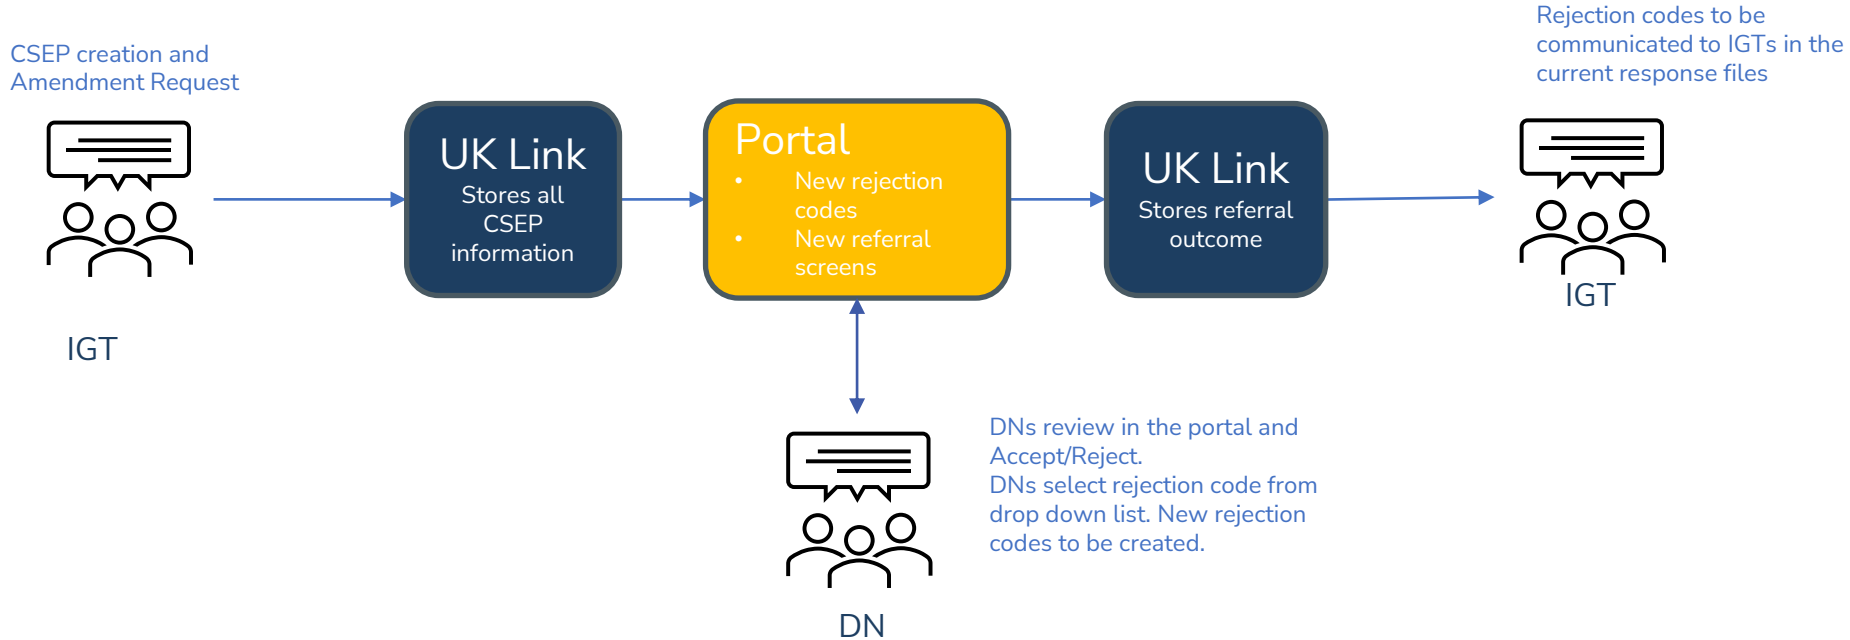 CSEP creation and
Amendment Request
IGT
UK Link
Stores all
CSEP
information
Portal
• New rejection
codes
• New referral
screens
UK Link
Stores referral
outcome
Rejection codes to be
communicated to IGTs in the
current response files
IGT
DNs review in the portal and
Accept/Reject.
DNs select rejection code from
drop down list. New rejection
codes to be created.
DN